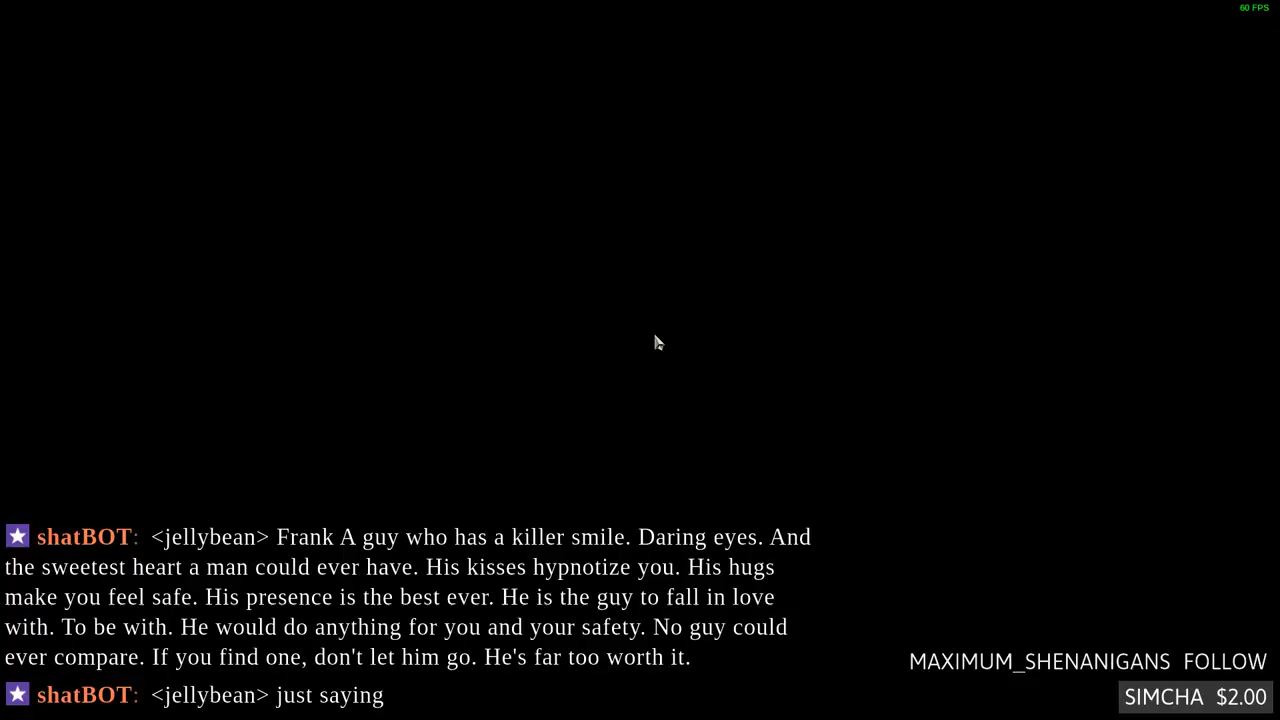 60 FPS
shatBOT: <jellybean> Frank A guy who has a killer smile. Daring eyes. And
the sweetest heart a man could ever have. His kisses hypnotize you. His hugs
make you feel safe. His presence is the best ever. He is the guy to fall in love
with. To be with. He would do anything for you and your safety. No guy could
ever compare. If you find one, don't let him go. He's far too worth it.
MAXIMUM_SHENANIGANS FOLLOW
shatBOT: <jellybean> just saying
SIMCHA $2.00